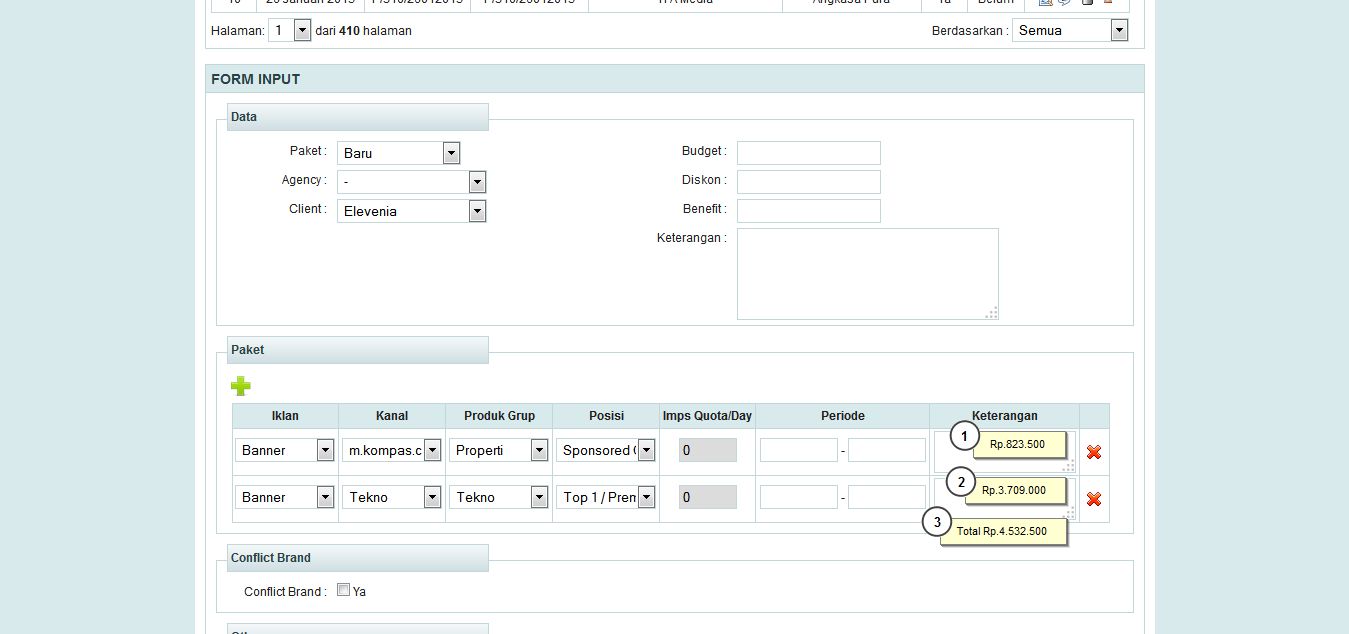 Halaman: 1 dari 410 halaman Berdasarkan : Semua
FORM INPUT
Data
Paket : Baru Budget :
Agency : - Diskon :
Client : Elevenia Benefit :
Keterangan :
Paket
Iklan Kanal Produk Grup Posisi Imps Quota/Day Periode Keterangan
Banner m.kompas.c Properti Sponsored 0 - 1 Rp.823.500
Banner Tekno Tekno Top 1 / Prem 0 - 2 Rp.3.709.000
3 Total Rp.4.532.500
Conflict Brand
Conflict Brand : Ya